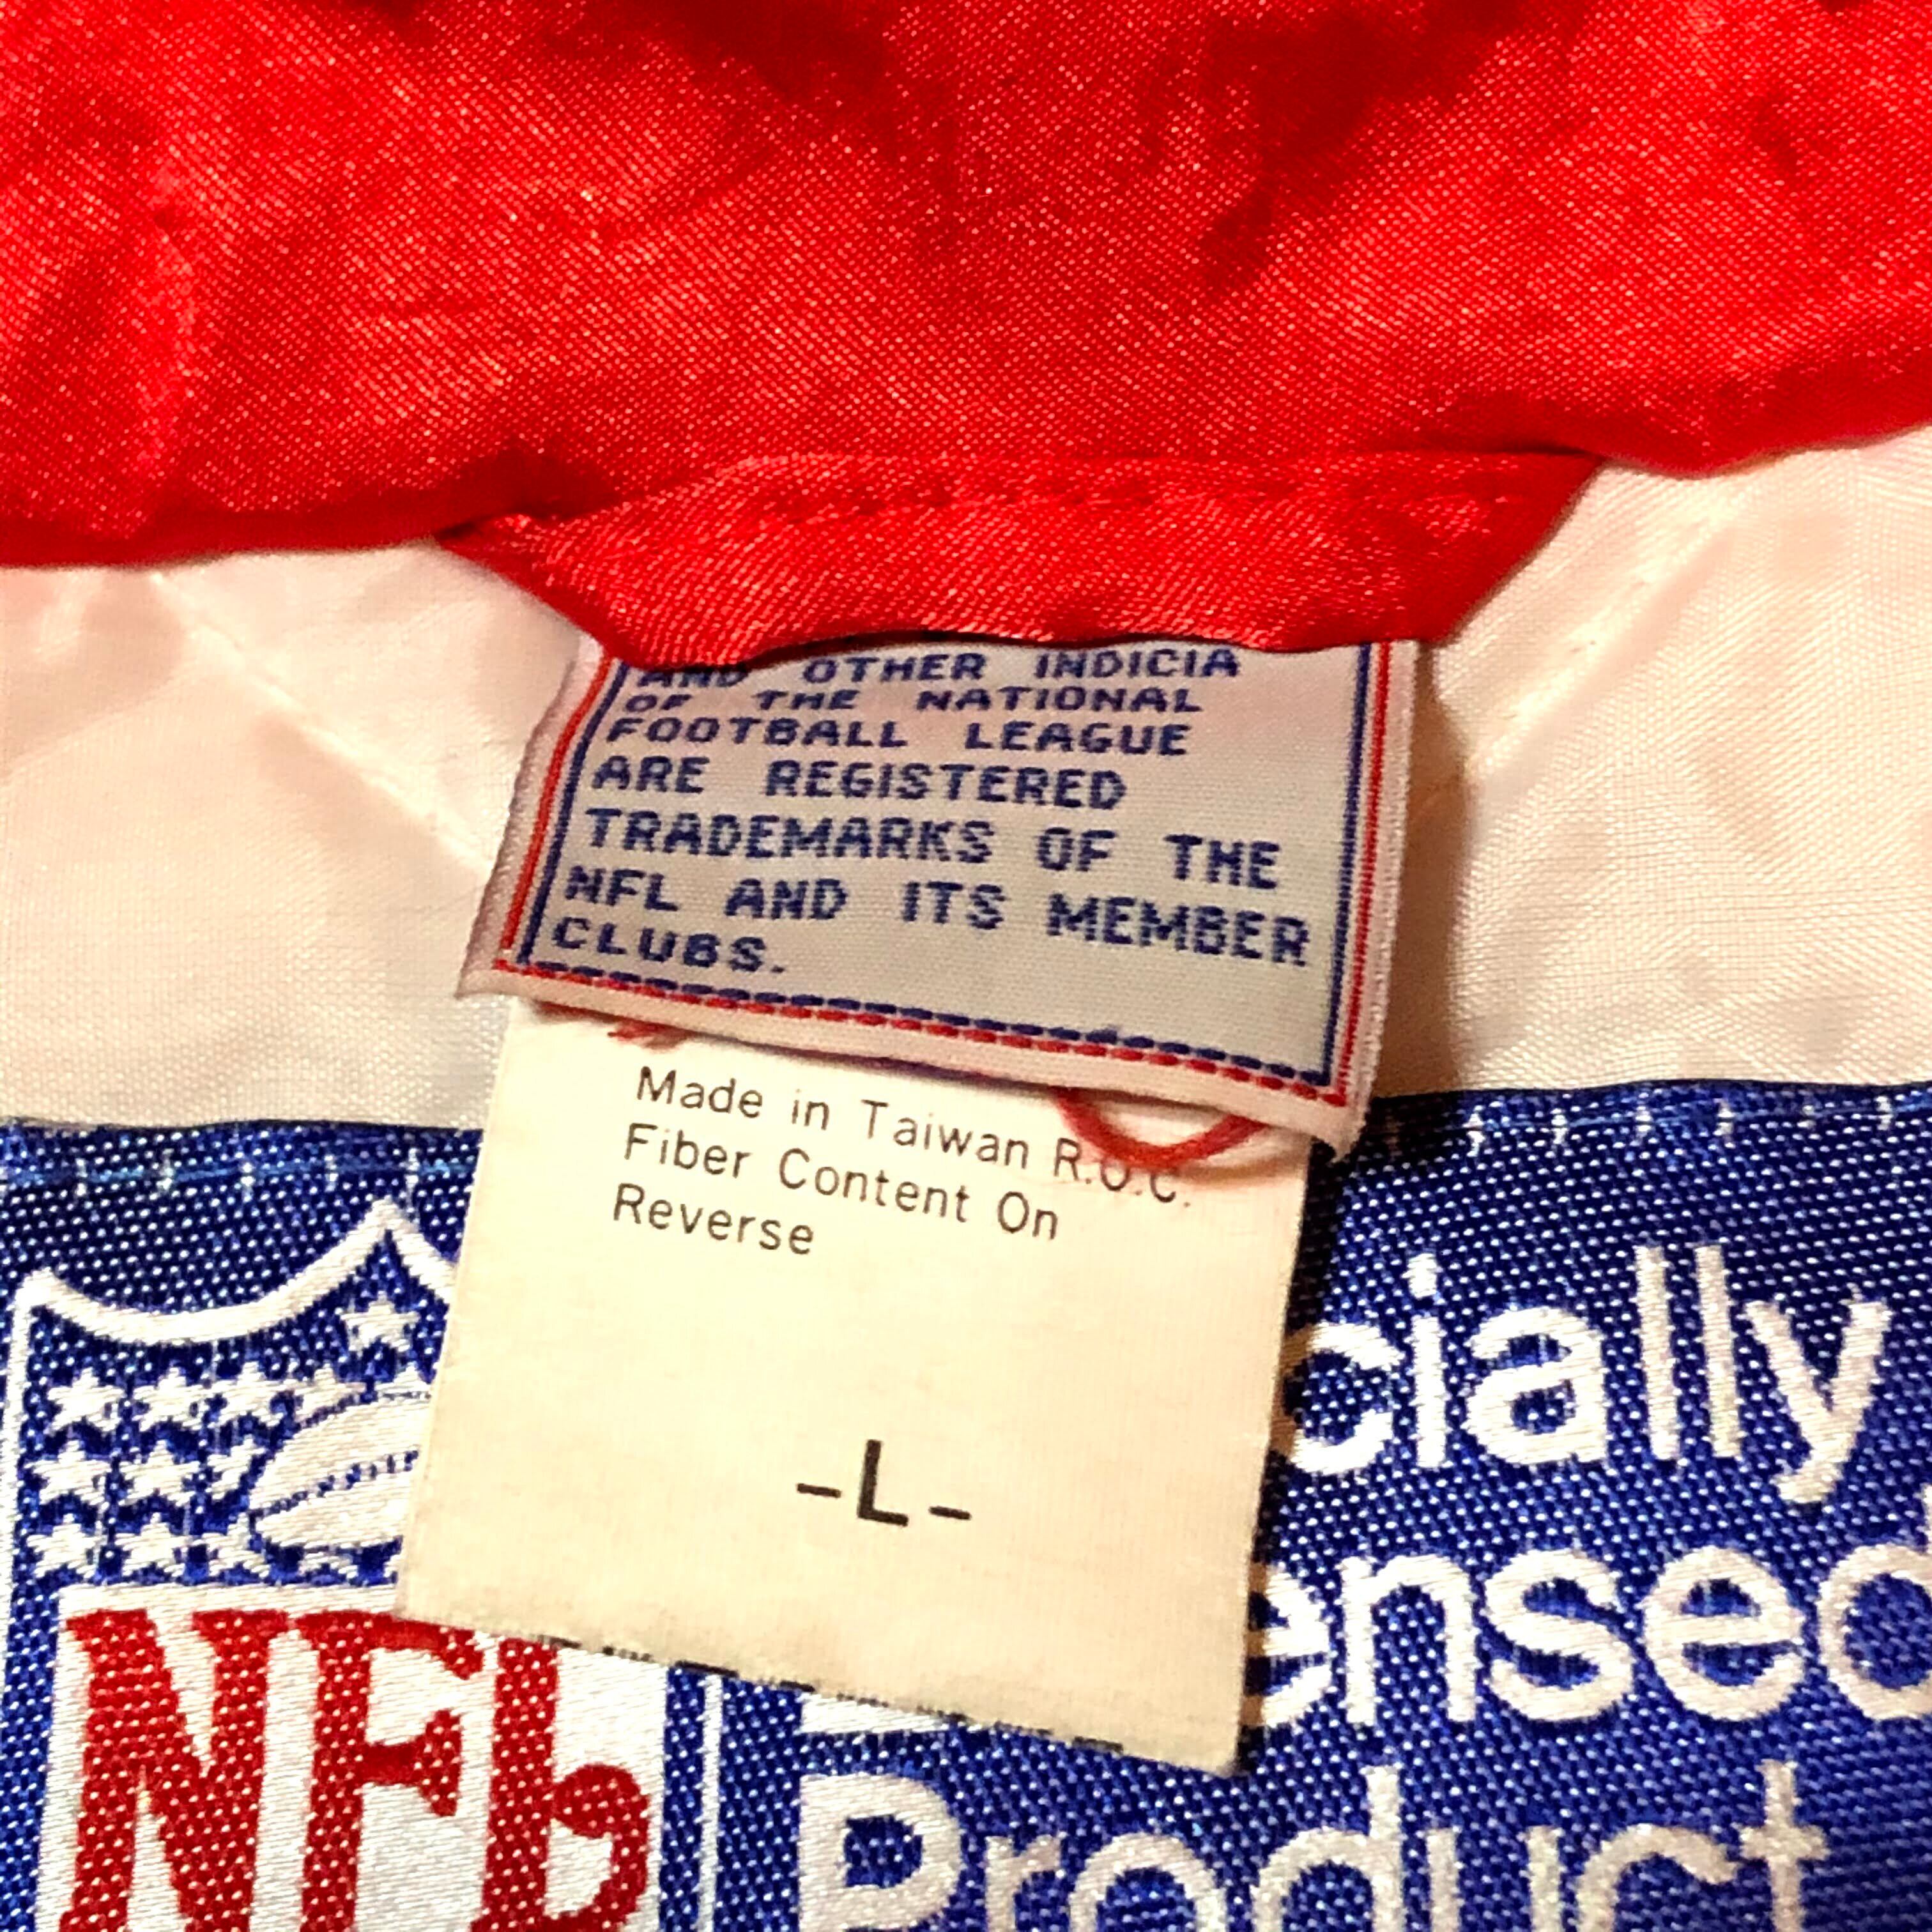 AND OTHER INDICIA
OF THE NATIONAL
FOOTBALL LEAGUE
ARE REGISTERED
TRADEMARKS OF THE
NFL AND ITS MEMBER
CLUBS.
Made in Taiwan R.O.C.
Fiber Content On
Reverse
-L-
NFL
cially
ensed
Product